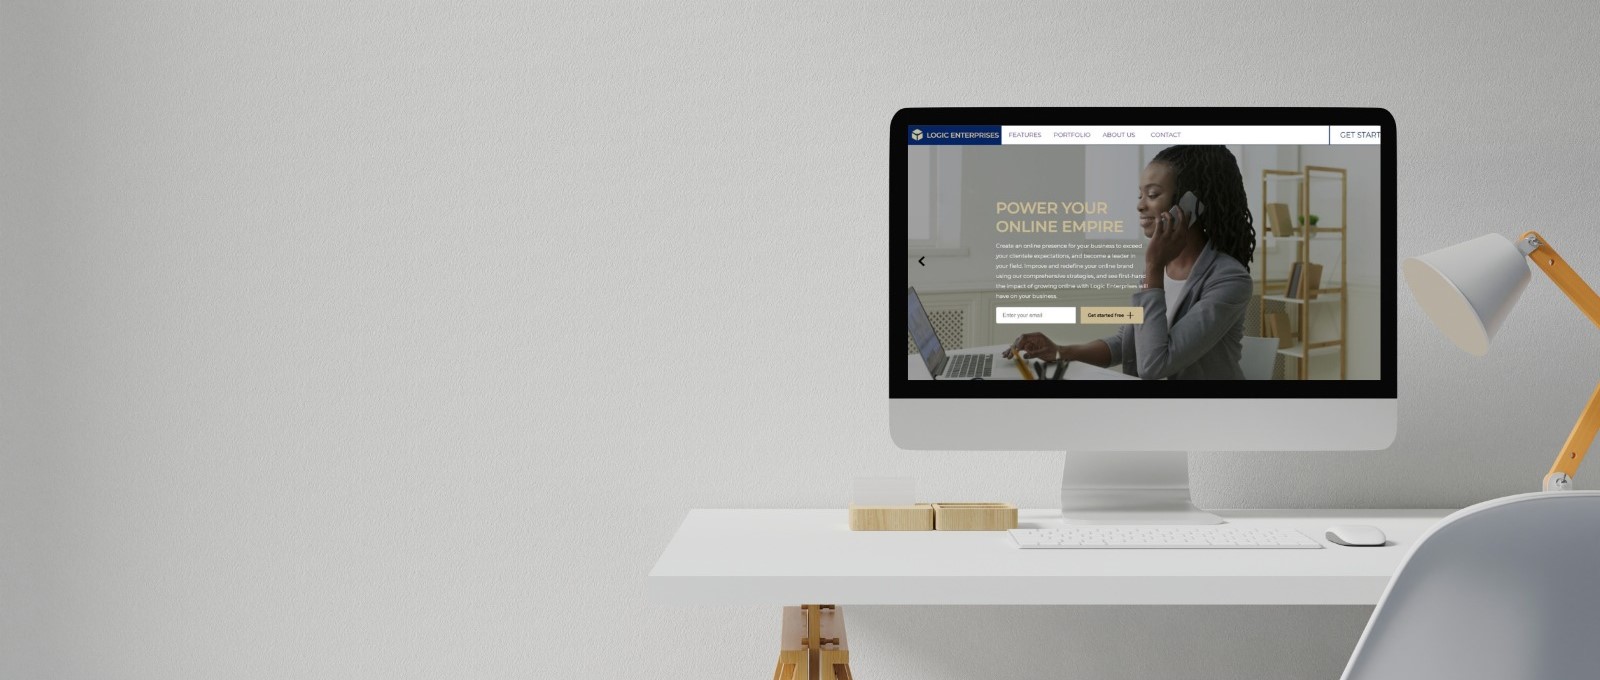 LOGIC ENTERPRISES
FEATURES PORTFOLIO ABOUT US CONTACT
GET START
POWER YOUR
ONLINE EMPIRE
Create an online presence for your business to exceed
your clientele expectations, and become a leader in
your field. Improve and redefine your online brand
using our comprehensive strategies, and see first-hand
the impact of growing online with Logic Enterprises will
have on your business.
Enter your email
Get started free +